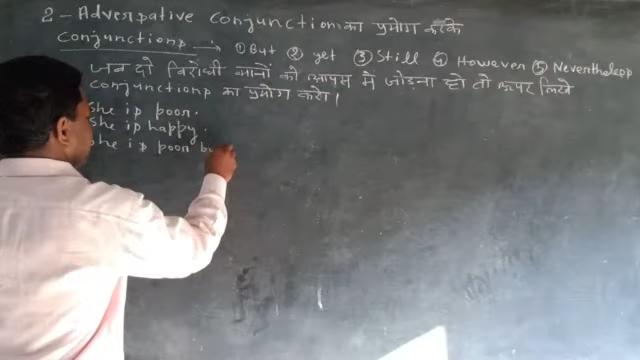 2- Adversative Conjunction का प्रयोग करके
Conjunctions → ① But ② yet ③ Still ④ However ⑤ Nevertheless
जब दो विरोधी बातों को आपस में जोड़ना हो तो ऊपर लिखे
Conjunctions का प्रयोग करो।
She is poor.
She is happy.
She is poor bu